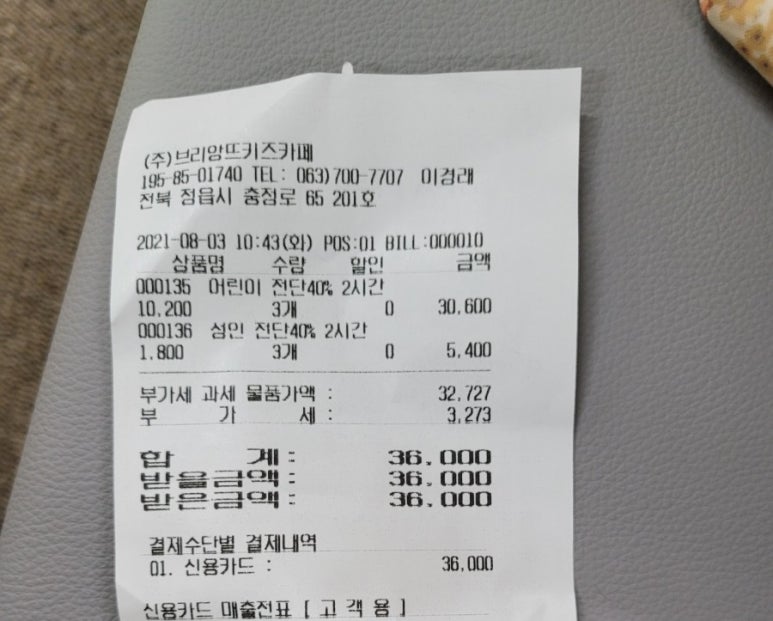 (주)브리앙뜨키즈카페
195-85-01740 TEL: 063)700-7707 이경래
전북 정읍시 충정로 65 201호
2021-08-03 10:43(화) POS:01 BILL:000010
상품명 수량 할인 금액
000135 어린이 전단40% 2시간
10,200 3개 0 30,600
000136 성인 전단40% 2시간
1,800 3개 0 5,400
부가세 과세 물품가액 : 32,727
부 가 세 : 3,273
합 계 : 36,000
받을금액 : 36,000
받은금액 : 36,000
결제수단별 결제내역
01. 신용카드 : 36,000
신용카드 매출전표 [ 고 객 용 ]